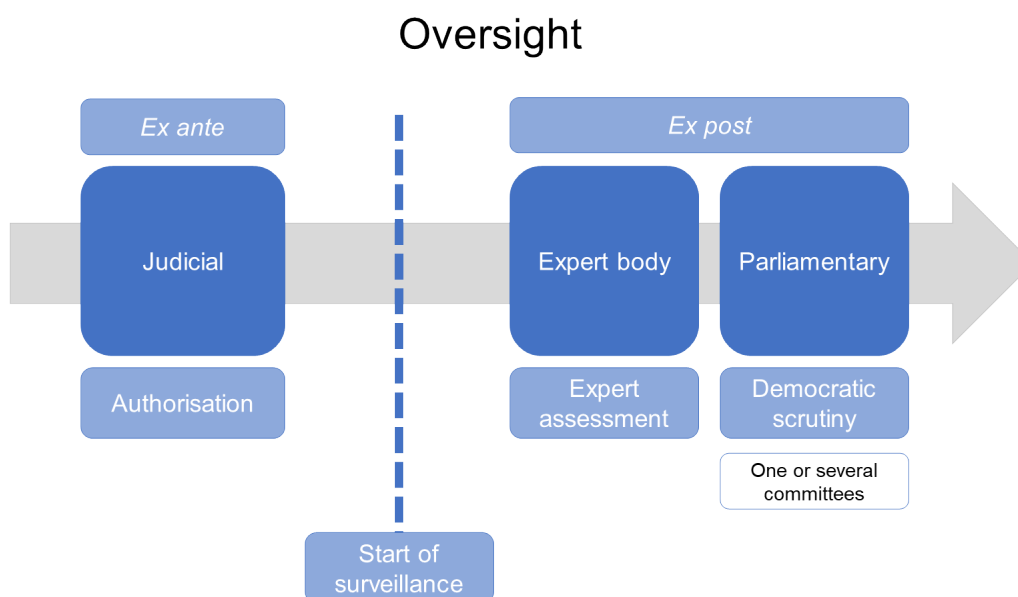 Oversight
Ex ante
Ex post
Judicial
Expert body
Parliamentary
Authorisation
Expert
assessment
Democratic
scrutiny
One or several
committees
Start of
surveillance